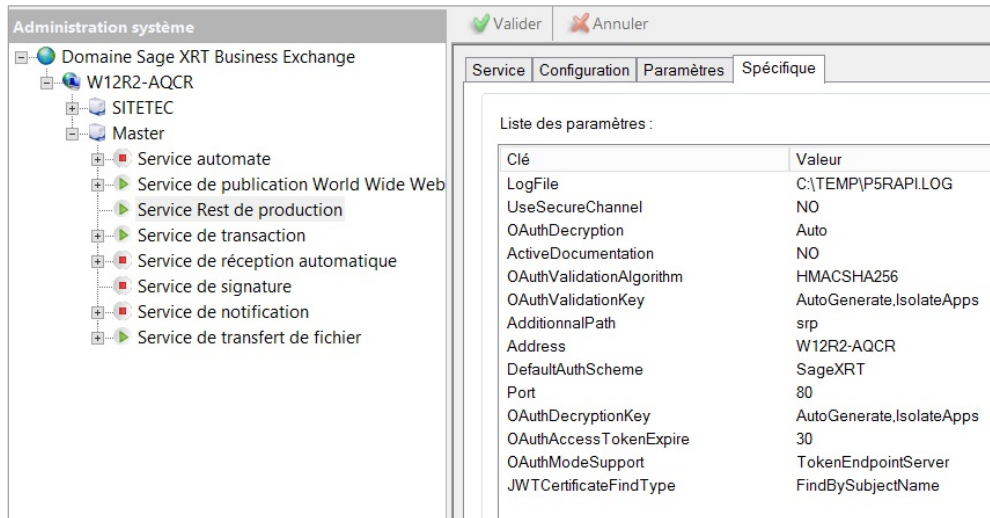 Administration système
Domaine Sage XRT Business Exchange
W12R2-AQCR
SITETEC
Master
Service automate
Service de publication World Wide Web
Service Rest de production
Service de transaction
Service de réception automatique
Service de signature
Service de notification
Service de transfert de fichier
Valider Annuler
Service Configuration Paramètres Spécifique
Liste des paramètres :
Clé Valeur
LogFile C:\TEMP\P5RAPI.LOG
UseSecureChannel NO
OAuthDecryption Auto
ActiveDocumentation NO
OAuthValidationAlgorithm HMACSHA256
OAuthValidationKey AutoGenerate,IsolateApps
AdditionnalPath srp
Address W12R2-AQCR
DefaultAuthScheme SageXRT
Port 80
OAuthDecryptionKey AutoGenerate,IsolateApps
OAuthAccessTokenExpire 30
OAuthModeSupport TokenEndpointServer
JWTCertificateFindType FindBySubjectName